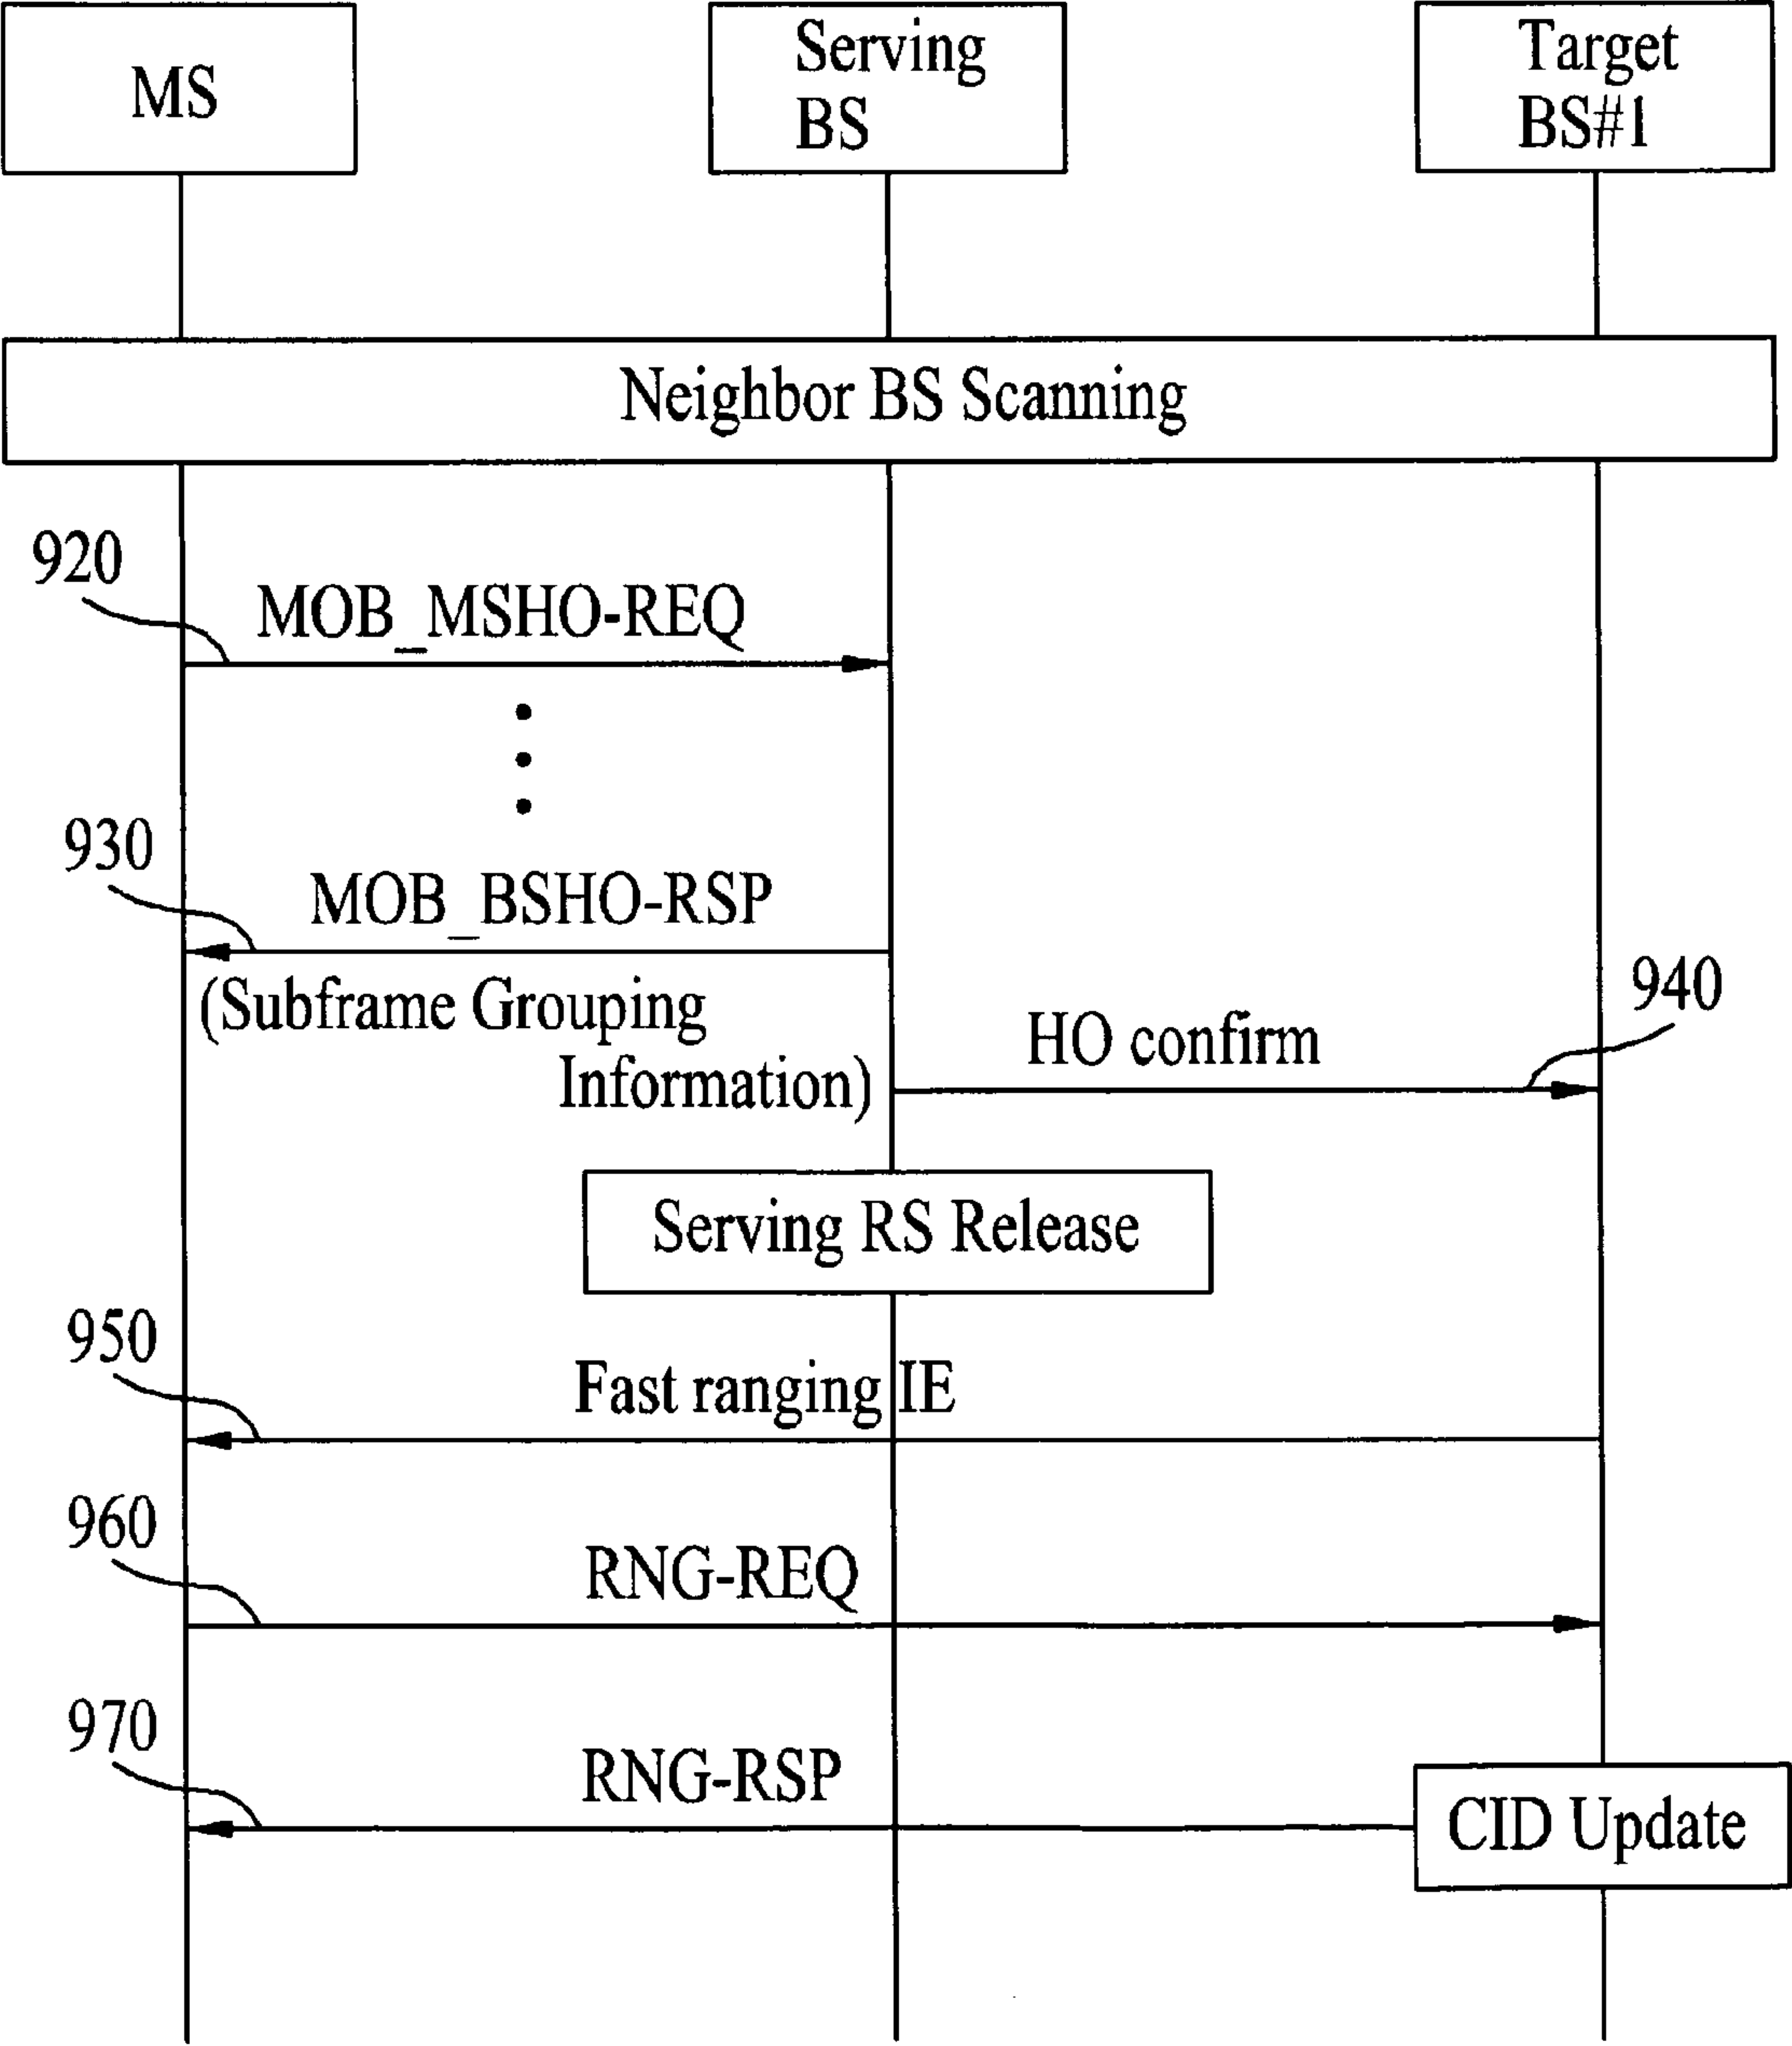 MS
Serving
BS
Target
BS#1
Neighbor BS Scanning
920
MOB_MSHO-REQ
930
MOB_BSHO-RSP
(Subframe Grouping
Information)
940
HO confirm
Serving RS Release
950
Fast ranging IE
960
RNG-REQ
970
RNG-RSP
CID Update